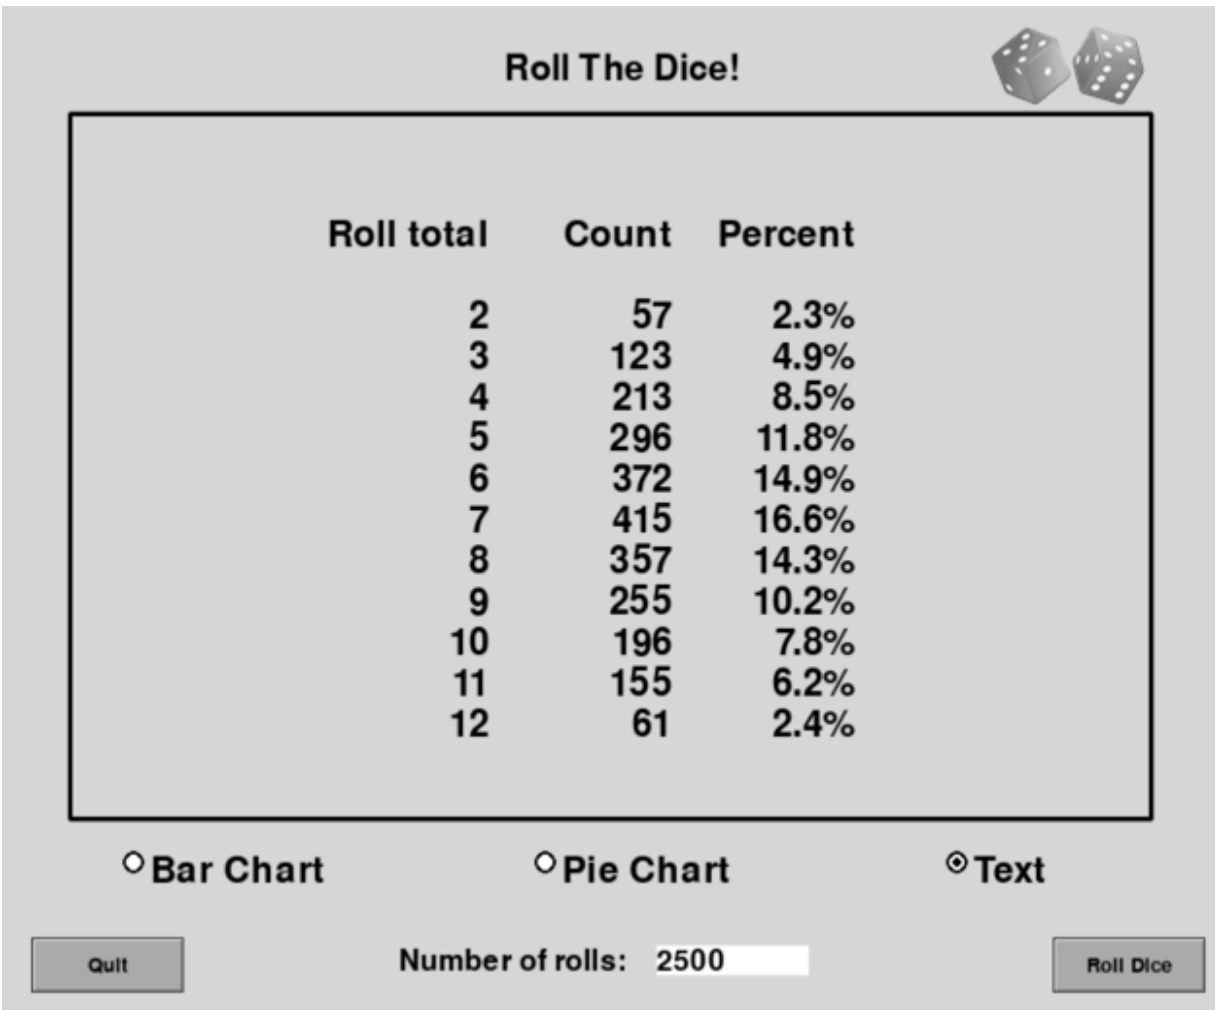 Roll The Dice!
Roll total Count Percent
2 57 2.3%
3 123 4.9%
4 213 8.5%
5 296 11.8%
6 372 14.9%
7 415 16.6%
8 357 14.3%
9 255 10.2%
10 196 7.8%
11 155 6.2%
12 61 2.4%
Bar Chart Pie Chart Text
Quit Number of rolls: 2500 Roll Dice